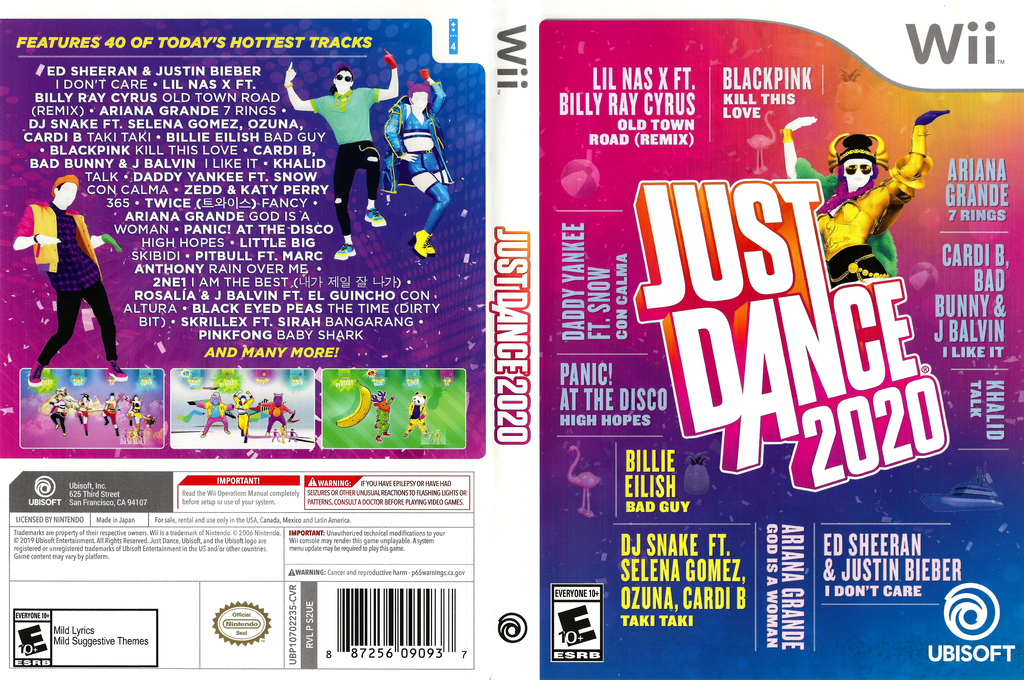 FEATURES 40 OF TODAY'S HOTTEST TRACKS
ED SHEERAN & JUSTIN BIEBER
I DON'T CARE • LIL NAS X FT.
BILLY RAY CYRUS OLD TOWN ROAD
(REMIX) • ARIANA GRANDE 7 RINGS •
DJ SNAKE FT. SELENA GOMEZ, OZUNA,
CARDI B TAKI TAKI • BILLIE EILISH BAD GUY
• BLACKPINK KILL THIS LOVE • CARDI B,
BAD BUNNY & J BALVIN I LIKE IT • KHALID
TALK • DADDY YANKEE FT. SNOW
CON CALMA • ZEDD & KATY PERRY
365 • TWICE (트와이스) FANCY •
ARIANA GRANDE GOD IS A
WOMAN • PANIC! AT THE DISCO
HIGH HOPES • LITTLE BIG
SKIBIDI • PITBULL FT. MARC
ANTHONY RAIN OVER ME •
2NE1 I AM THE BEST (내가 제일 잘 나가) •
ROSALÍA & J BALVIN FT. EL GUINCHO CON
ALTURA • BLACK EYED PEAS THE TIME (DIRTY
BIT) • SKRILLEX FT. SIRAH BANGARANG •
PINKFONG BABY SHARK
AND MANY MORE!
4
UBISOFT
Ubisoft, Inc.
625 Third Street
San Francisco, CA 94107
IMPORTANT!
Read the Wii Operations Manual completely
before setup or use of your system.
WARNING: IF YOU HAVE EPILEPSY OR HAVE HAD
SEIZURES OR OTHER UNUSUAL REACTIONS TO FLASHING LIGHTS OR
PATTERNS, CONSULT A DOCTOR BEFORE PLAYING VIDEO GAMES.
LICENSED BY NINTENDO
Made in Japan
For sale, rental and use only in the USA, Canada, Mexico and Latin America.
Trademarks are property of their respective owners. Wii is a trademark of Nintendo. © 2006 Nintendo.
© 2019 Ubisoft Entertainment. All Rights Reserved. Just Dance, Ubisoft, and the Ubisoft logo are
registered or unregistered trademarks of Ubisoft Entertainment in the US and/or other countries.
Game content may vary by platform.
IMPORTANT: Unauthorized technical modifications to your
Wii console may render this game unplayable. A system
menu update may be required to play this game.
WARNING: Cancer and reproductive harm - p65warnings.ca.gov
EVERYONE 10+
E
10+
ESRB
Mild Lyrics
Mild Suggestive Themes
Official
Nintendo
Seal
UBP10702235-CVR
RVL P S2UE
8 87256 09093 7
Wii
JUST DANCE 2020
Wii™
LIL NAS X FT.
BILLY RAY CYRUS
OLD TOWN
ROAD (REMIX)
BLACKPINK
KILL THIS
LOVE
ARIANA
GRANDE
7 RINGS
DADDY YANKEE
FT. SNOW
CON CALMA
JUST
DANCE®
2020
CARDI B,
BAD
BUNNY &
J BALVIN
I LIKE IT
PANIC!
AT THE DISCO
HIGH HOPES
KHALID
TALK
BILLIE
EILISH
BAD GUY
DJ SNAKE FT.
SELENA GOMEZ,
OZUNA, CARDI B
TAKI TAKI
ARIANA GRANDE
GOD IS A WOMAN
ED SHEERAN
& JUSTIN BIEBER
I DON'T CARE
EVERYONE 10+
E
10+
ESRB
UBISOFT